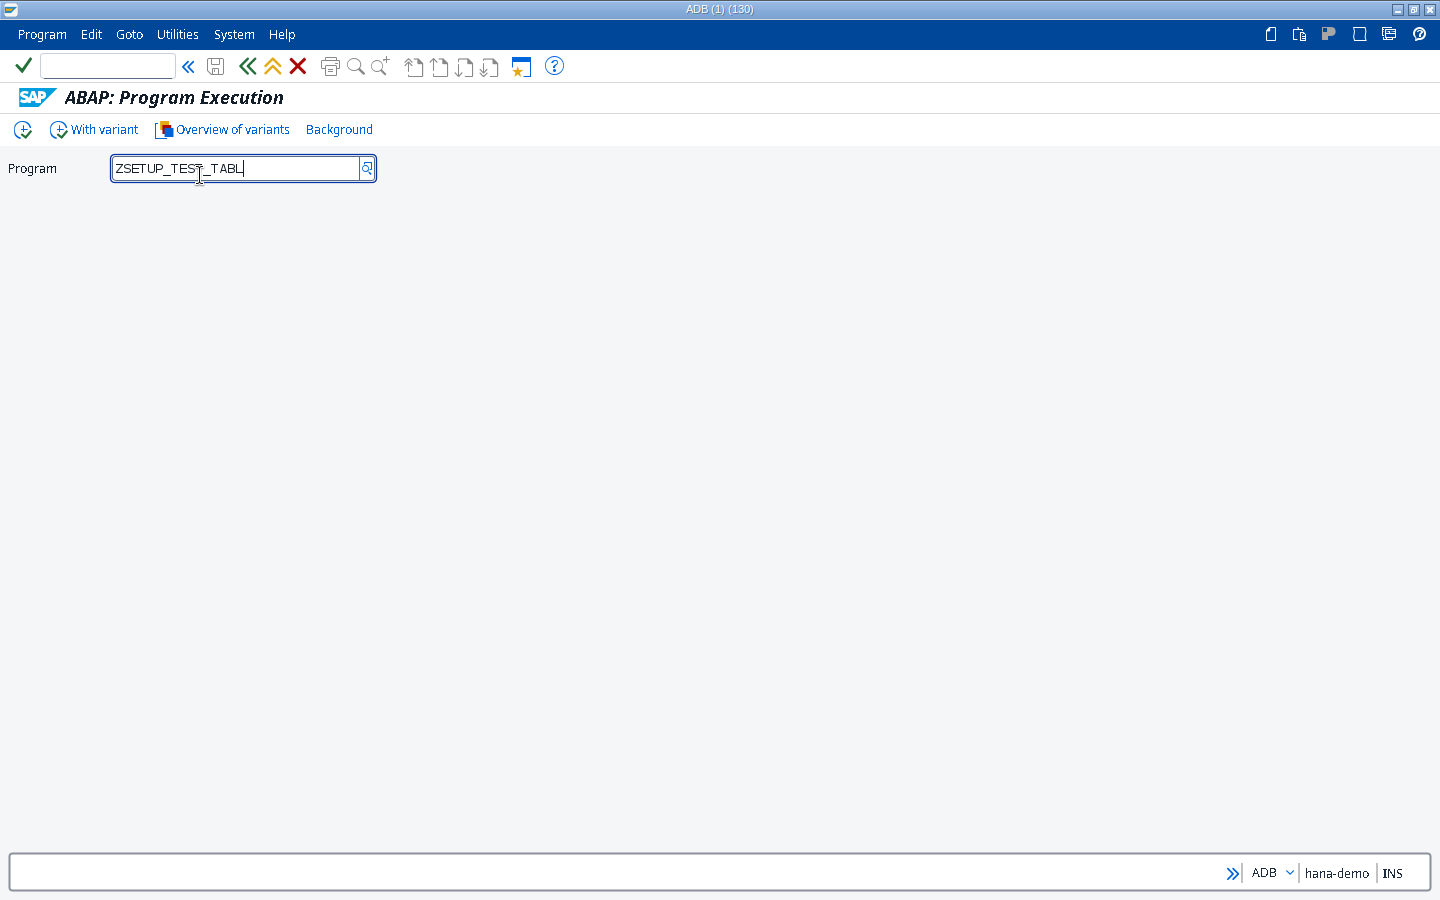 ADB (1) (130)
Program Edit Goto Utilities System Help
SAP ABAP: Program Execution
With variant Overview of variants Background
Program ZSETUP_TEST_TABL
ADB hana-demo INS